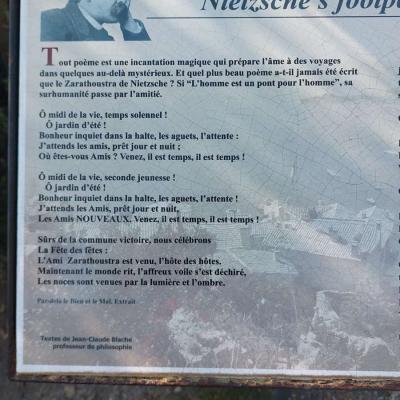 Nietzsche's footp
Tout poème est une incantation magique qui prépare l'âme à des voyages
dans quelques au-delà mystérieux. Et quel plus beau poème a-t-il jamais été écrit
que le Zarathoustra de Nietzsche ? Si "L'homme est un pont pour l'homme", sa
surhumanité passe par l'amitié.
Ô midi de la vie, temps solennel !
Ô jardin d'été !
Bonheur inquiet dans la halte, les aguets, l'attente :
J'attends les amis, prêt jour et nuit ;
Où êtes-vous Amis ? Venez, il est temps, il est temps !
Ô midi de la vie, seconde jeunesse !
Ô jardin d'été !
Bonheur inquiet dans la halte, les aguets, l'attente !
J'attends les Amis, prêt jour et nuit,
Les Amis NOUVEAUX. Venez, il est temps, il est temps !
Sûrs de la commune victoire, nous célébrons
La Fête des fêtes :
L'Ami Zarathoustra est venu, l'hôte des hôtes.
Maintenant le monde rit, l'affreux voile s'est déchiré,
Les noces sont venues par la lumière et l'ombre.
Par delà le Bien et le Mal. Extrait
Textes de Jean-Claude Blache
professeur de philosophie